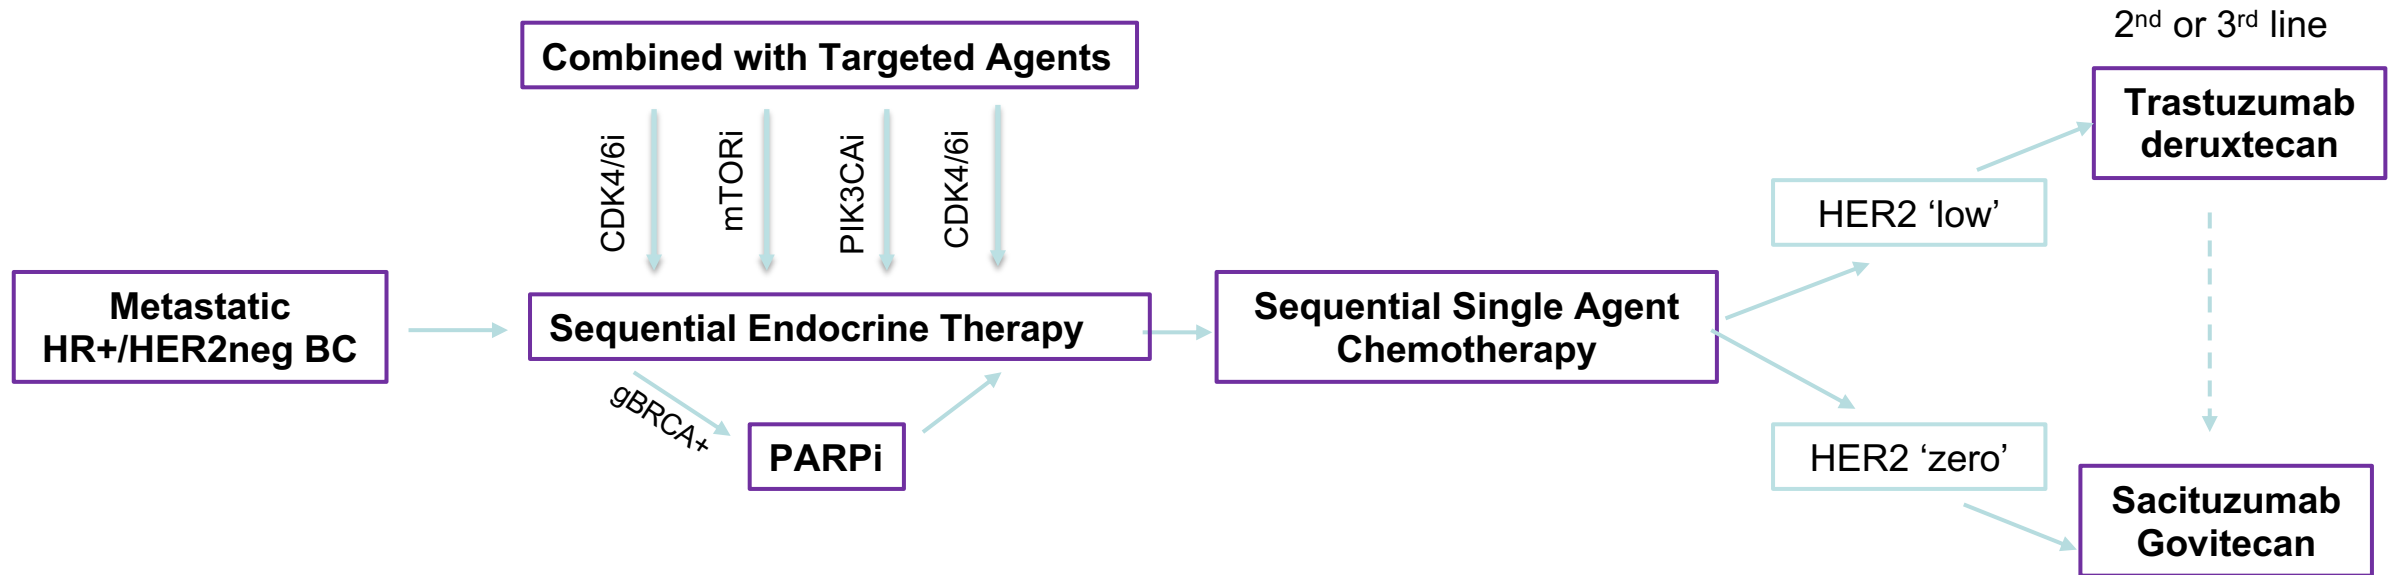 Combined with Targeted Agents
CDK4/6i
mTORi
PIK3CAi
CDK4/6i
Metastatic
HR+/HER2neg BC
Sequential Endocrine Therapy
gBRCA+
PARPi
Sequential Single Agent
Chemotherapy
HER2 ‘low’
HER2 ‘zero’
2nd or 3rd line
Trastuzumab
deruxtecan
Sacituzumab
Govitecan